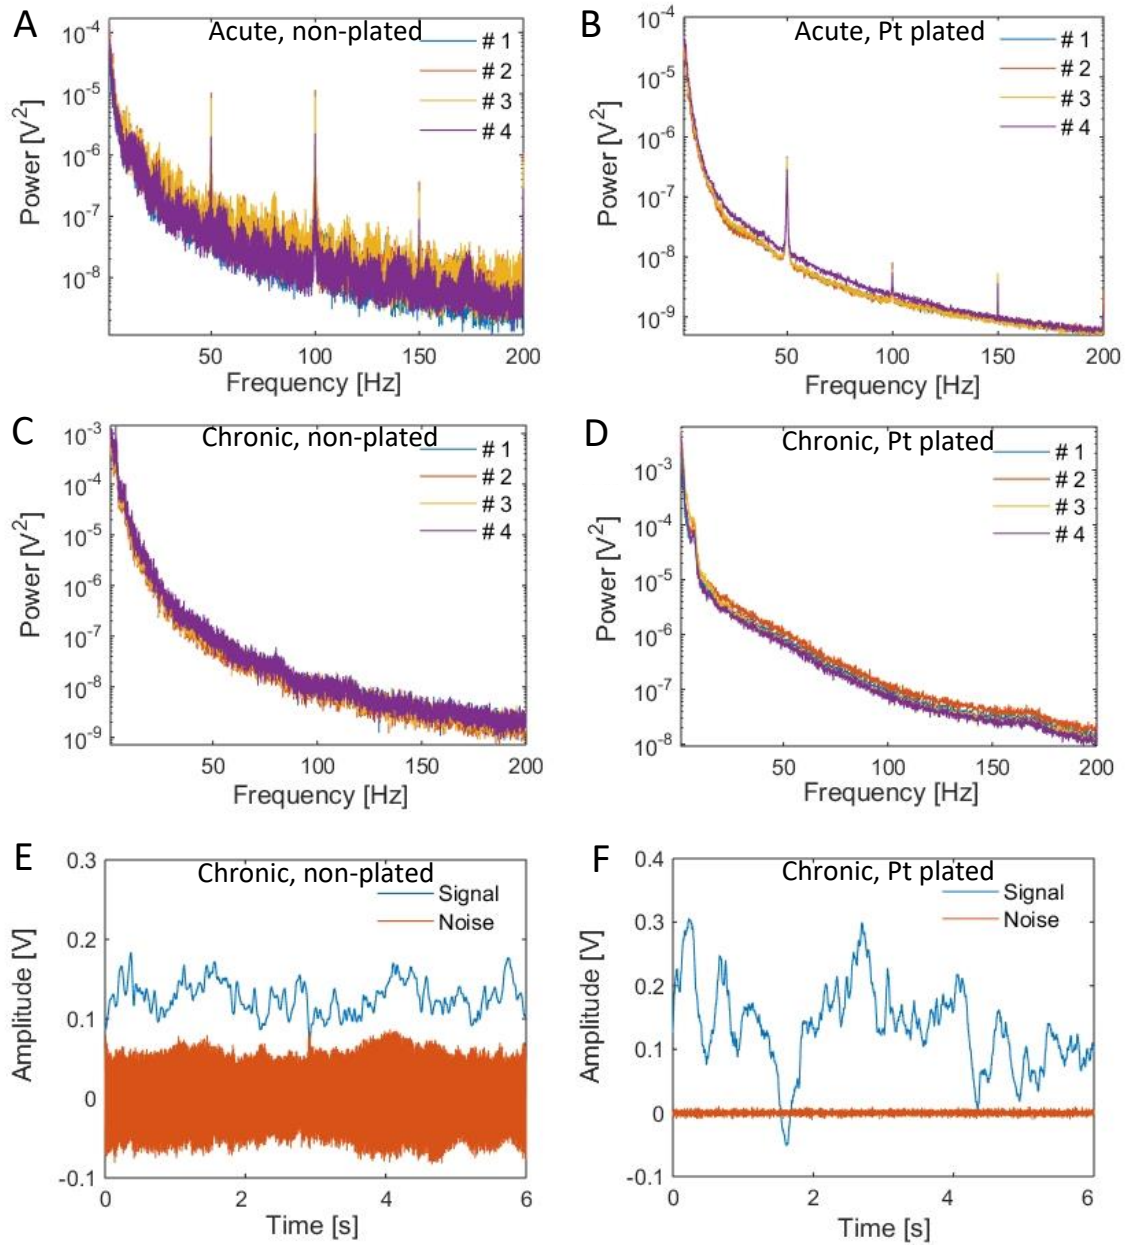 A
Acute, non-plated
# 1
# 2
# 3
# 4
10-4
10-5
10-6
10-7
10-8
Power [V2]
50
100
150
200
Frequency [Hz]
B
Acute, Pt plated
# 1
# 2
# 3
# 4
10-4
10-5
10-6
10-7
10-8
10-9
Power [V2]
50
100
150
200
Frequency [Hz]
C
Chronic, non-plated
# 1
# 2
# 3
# 4
10-3
10-4
10-5
10-6
10-7
10-8
10-9
Power [V2]
50
100
150
200
Frequency [Hz]
D
Chronic, Pt plated
# 1
# 2
# 3
# 4
10-3
10-4
10-5
10-6
10-7
10-8
Power [V2]
50
100
150
200
Frequency [Hz]
E
Chronic, non-plated
Signal
Noise
0.3
0.2
0.1
0
-0.1
Amplitude [V]
0
2
4
6
Time [s]
F
Chronic, Pt plated
Signal
Noise
0.4
0.3
0.2
0.1
0
-0.1
Amplitude [V]
0
2
4
6
Time [s]